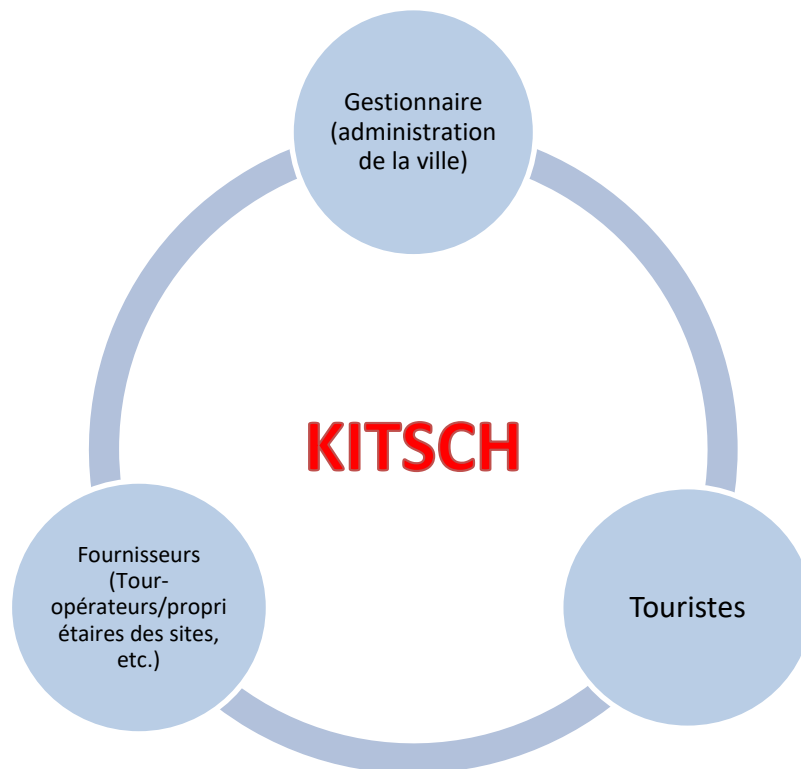 Gestionnaire
(administration
de la ville)
KITSCH
Fournisseurs
(Tour-
opérateurs/propri
étaires des sites,
etc.)
Touristes